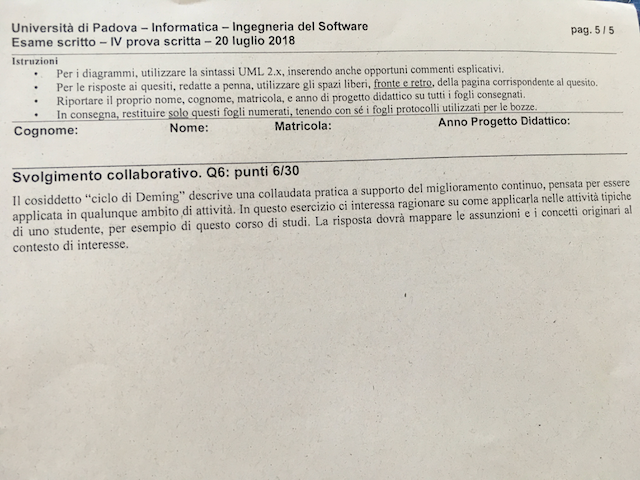 Università di Padova – Informatica – Ingegneria del Software
pag. 5 / 5
Esame scritto – IV prova scritta – 20 luglio 2018
Istruzioni
• Per i diagrammi, utilizzare la sintassi UML 2.x, inserendo anche opportuni commenti esplicativi.
• Per le risposte ai quesiti, redatte a penna, utilizzare gli spazi liberi, fronte e retro, della pagina corrispondente al quesito.
• Riportare il proprio nome, cognome, matricola, e anno di progetto didattico su tutti i fogli consegnati.
• In consegna, restituire solo questi fogli numerati, tenendo con sé i fogli protocolli utilizzati per le bozze.
Cognome: Nome: Matricola: Anno Progetto Didattico:
Svolgimento collaborativo. Q6: punti 6/30
Il cosiddetto “ciclo di Deming” descrive una collaudata pratica a supporto del miglioramento continuo, pensata per essere
applicata in qualunque ambito di attività. In questo esercizio ci interessa ragionare su come applicarla nelle attività tipiche
di uno studente, per esempio di questo corso di studi. La risposta dovrà mappare le assunzioni e i concetti originari al
contesto di interesse.